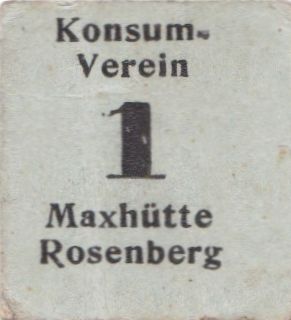 Konsum-
Verein
1
Maxhütte
Rosenberg